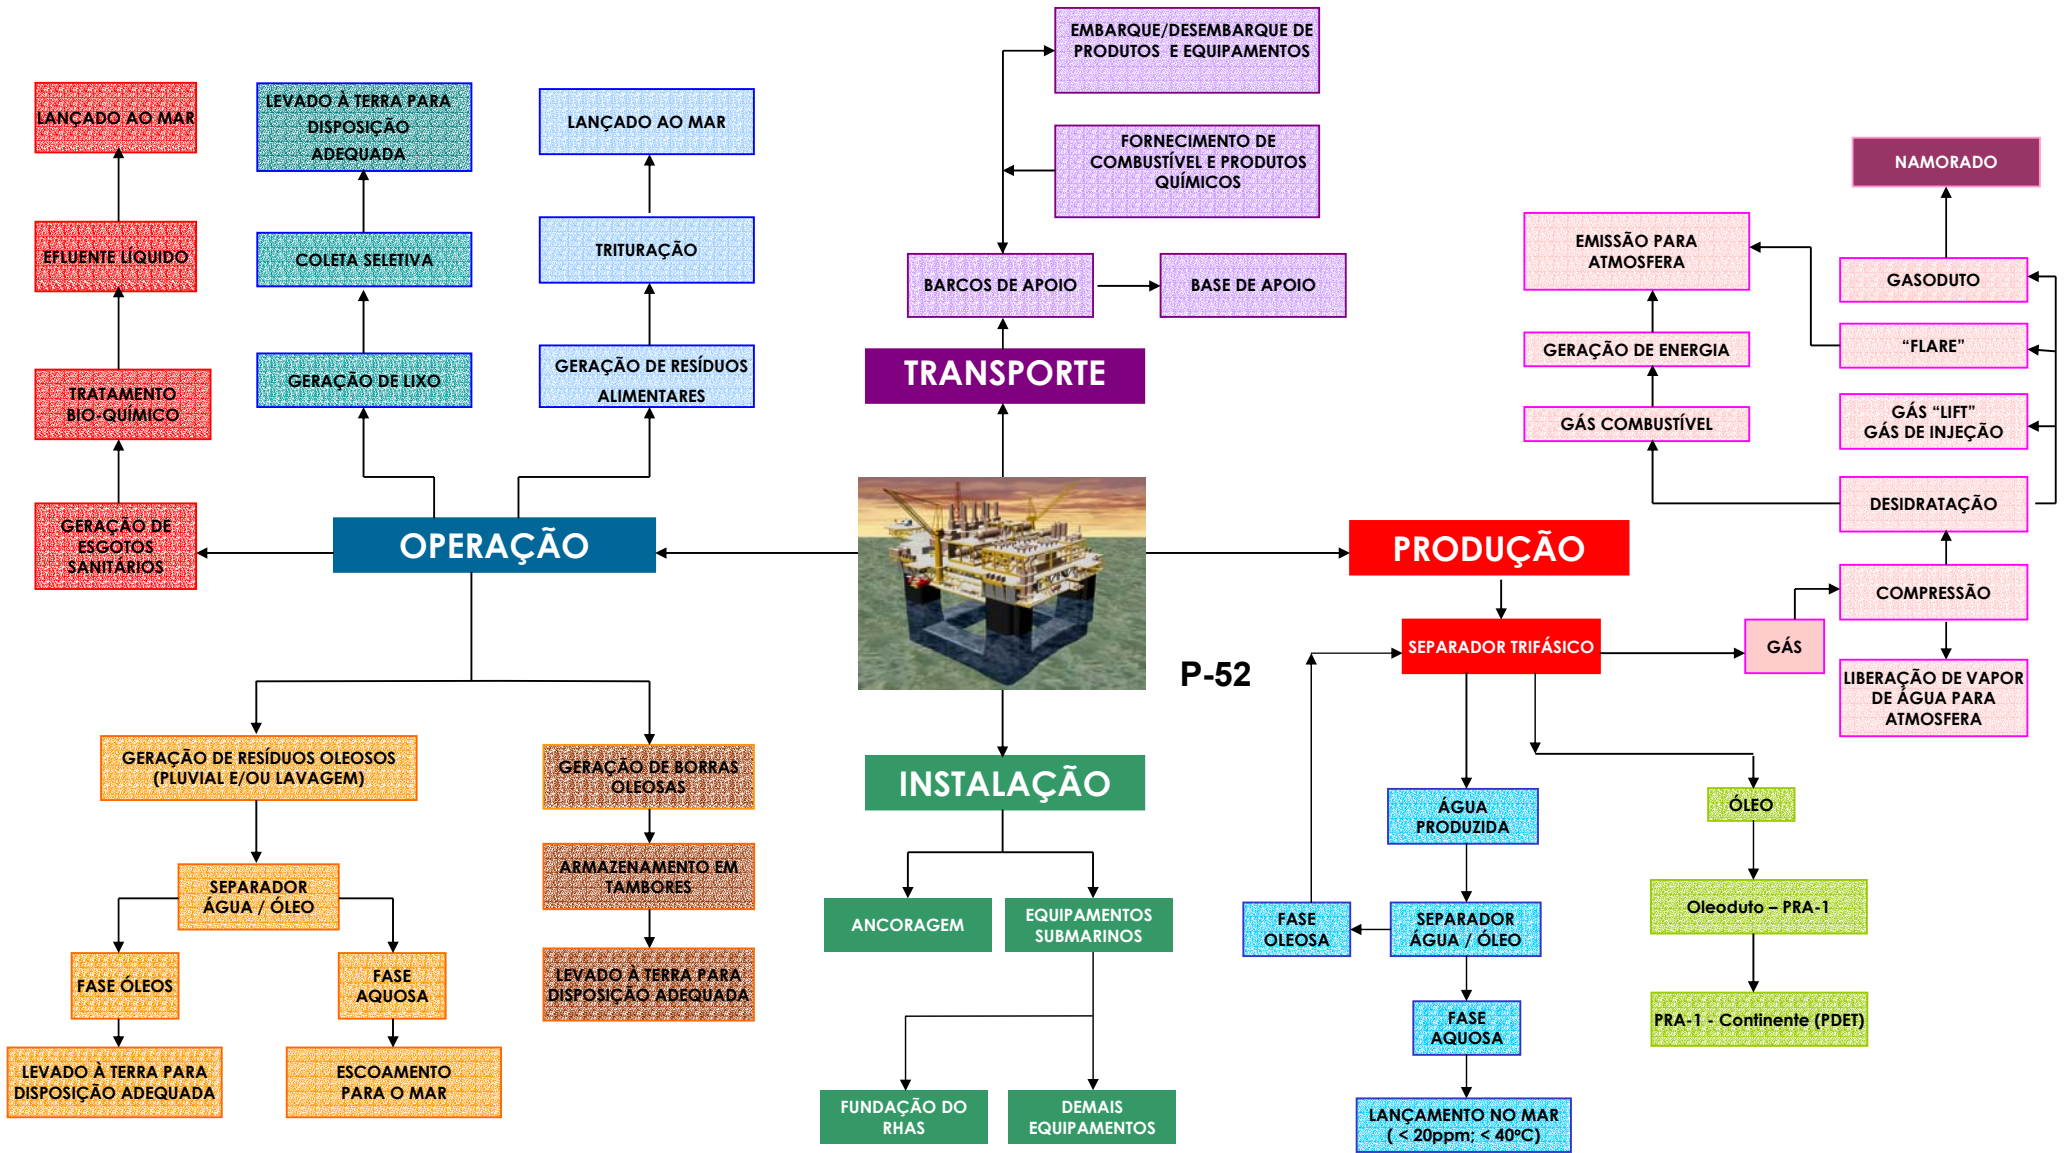 EMBARQUE/DESEMBARQUE DE
PRODUTOS E EQUIPAMENTOS
LANÇADO AO MAR
LEVADO À TERRA PARA
DISPOSIÇÃO
ADEQUADA
LANÇADO AO MAR
FORNECIMENTO DE
COMBUSTÍVEL E PRODUTOS
QUÍMICOS
NAMORADO
EFLUENTE LÍQUIDO
COLETA SELETIVA
TRITURAÇÃO
BARCOS DE APOIO
BASE DE APOIO
EMISSÃO PARA
ATMOSFERA
GASODUTO
TRATAMENTO
BIO-QUÍMICO
GERAÇÃO DE LIXO
GERAÇÃO DE RESÍDUOS
ALIMENTARES
TRANSPORTE
GERAÇÃO DE ENERGIA
“FLARE”
GÁS COMBUSTÍVEL
GÁS “LIFT”
GÁS DE INJEÇÃO
DESIDRATAÇÃO
GERAÇÃO DE
ESGOTOS
SANITÁRIOS
OPERAÇÃO
PRODUÇÃO
COMPRESSÃO
SEPARADOR TRIFÁSICO
GÁS
P-52
LIBERAÇÃO DE VAPOR
DE ÁGUA PARA
ATMOSFERA
GERAÇÃO DE RESÍDUOS OLEOSOS
(PLUVIAL E/OU LAVAGEM)
GERAÇÃO DE BORRAS
OLEOSAS
INSTALAÇÃO
ÁGUA
PRODUZIDA
ÓLEO
SEPARADOR
ÁGUA / ÓLEO
ARMAZENAMENTO EM
TAMBORES
ANCORAGEM
EQUIPAMENTOS
SUBMARINOS
FASE
OLEOSA
SEPARADOR
ÁGUA / ÓLEO
Oleoduto – PRA-1
FASE ÓLEOS
FASE
AQUOSA
LEVADO À TERRA PARA
DISPOSIÇÃO ADEQUADA
FASE
AQUOSA
PRA-1 - Continente (PDET)
LEVADO À TERRA PARA
DISPOSIÇÃO ADEQUADA
ESCOAMENTO
PARA O MAR
FUNDAÇÃO DO
RHAS
DEMAIS
EQUIPAMENTOS
LANÇAMENTO NO MAR
( < 20ppm; < 40ºC)